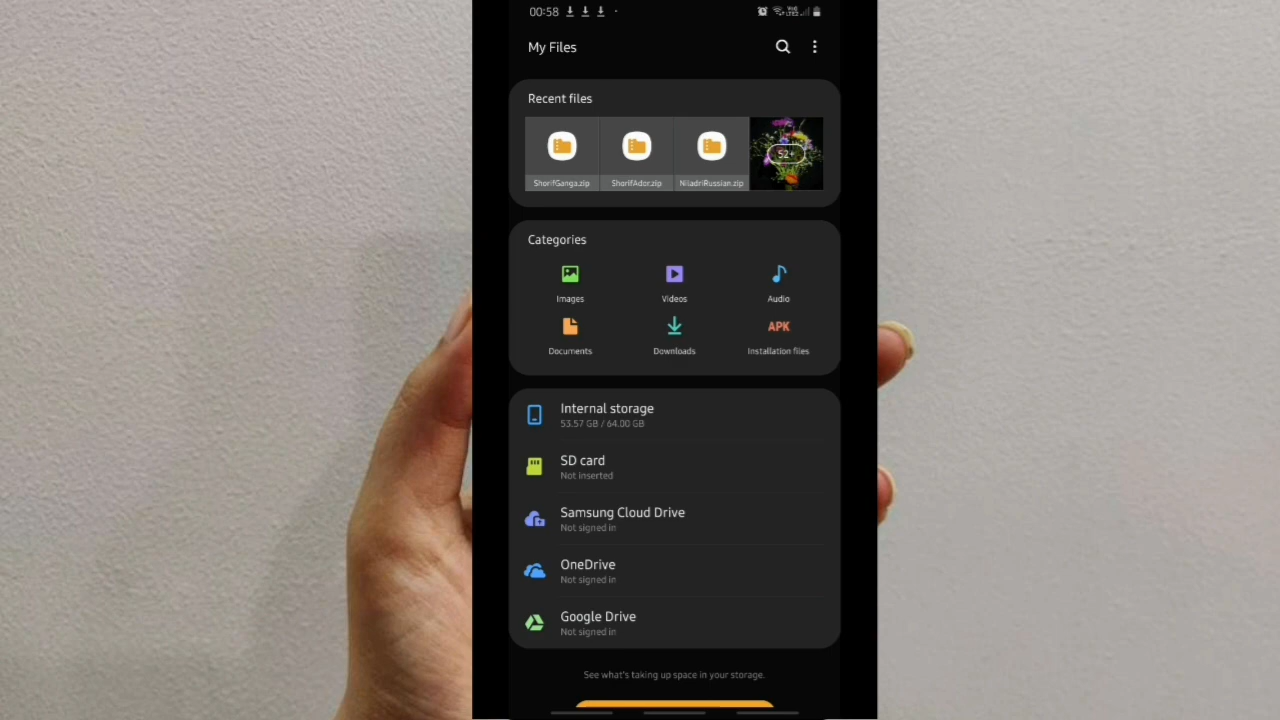 00:58
My Files
Recent files
52+
ShorifGanga.zip
ShorifAdor.zip
NiladriRussian.zip
Categories
Images
Videos
Audio
APK
Documents
Downloads
Installation files
Internal storage
53.57 GB / 64.00 GB
SD card
Not inserted
Samsung Cloud Drive
Not signed in
OneDrive
Not signed in
Google Drive
Not signed in
See what's taking up space in your storage.